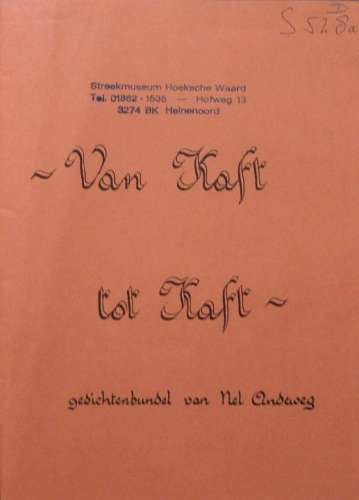 S 528a
Streekmuseum Hoeksche Waard
Tel. 01862 - 1535 — Hofweg 13
3274 BK Heinenoord
~ Van Kaft
tot Kaft ~
gedichtenbundel van Nel Andeweg